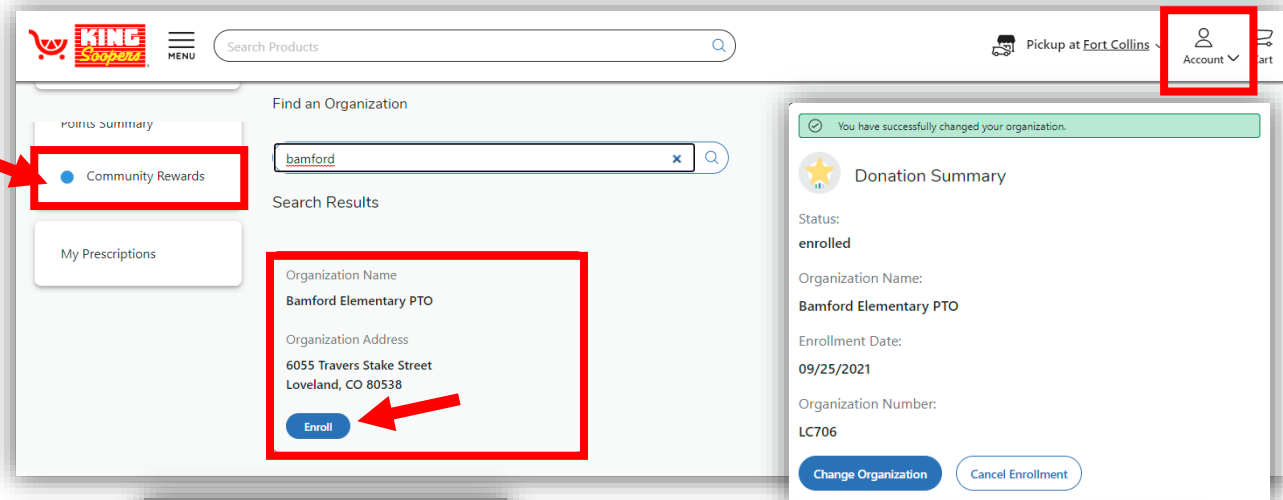 KING
Soopers
MENU
Search Products
Pickup at Fort Collins
Account
Cart
Points Summary
Community Rewards
My Prescriptions
Find an Organization
bamford
Search Results
Organization Name
Bamford Elementary PTO
Organization Address
6055 Travers Stake Street
Loveland, CO 80538
Enroll
You have successfully changed your organization.
Donation Summary
Status:
enrolled
Organization Name:
Bamford Elementary PTO
Enrollment Date:
09/25/2021
Organization Number:
LC706
Change Organization
Cancel Enrollment